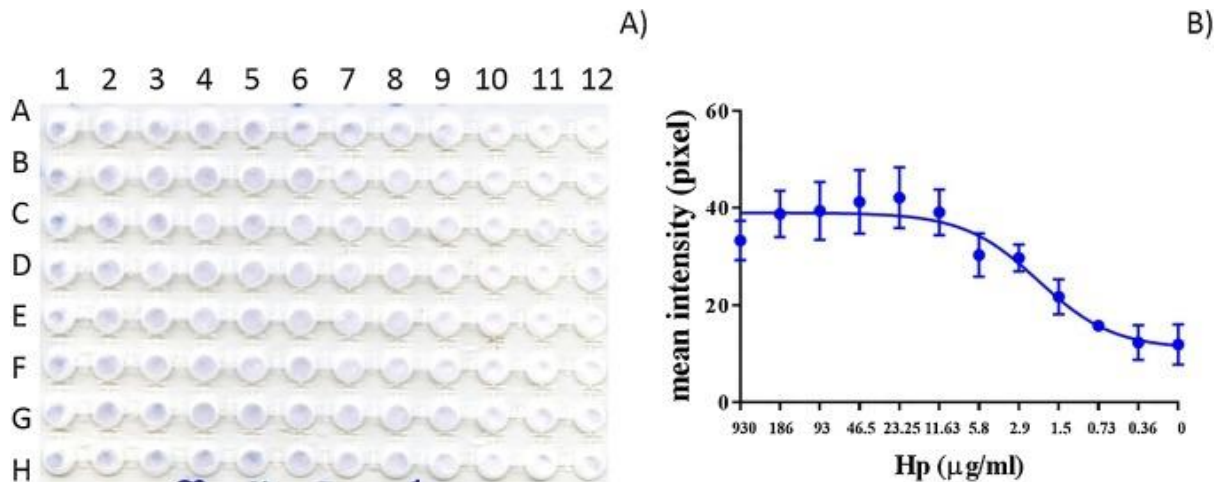 A)
B)
1 2 3 4 5 6 7 8 9 10 11 12
A
B
C
D
E
F
G
H
mean intensity (pixel)
60
40
20
0
930 186 93 46.5 23.25 11.63 5.8 2.9 1.5 0.73 0.36 0
Hp (μg/ml)